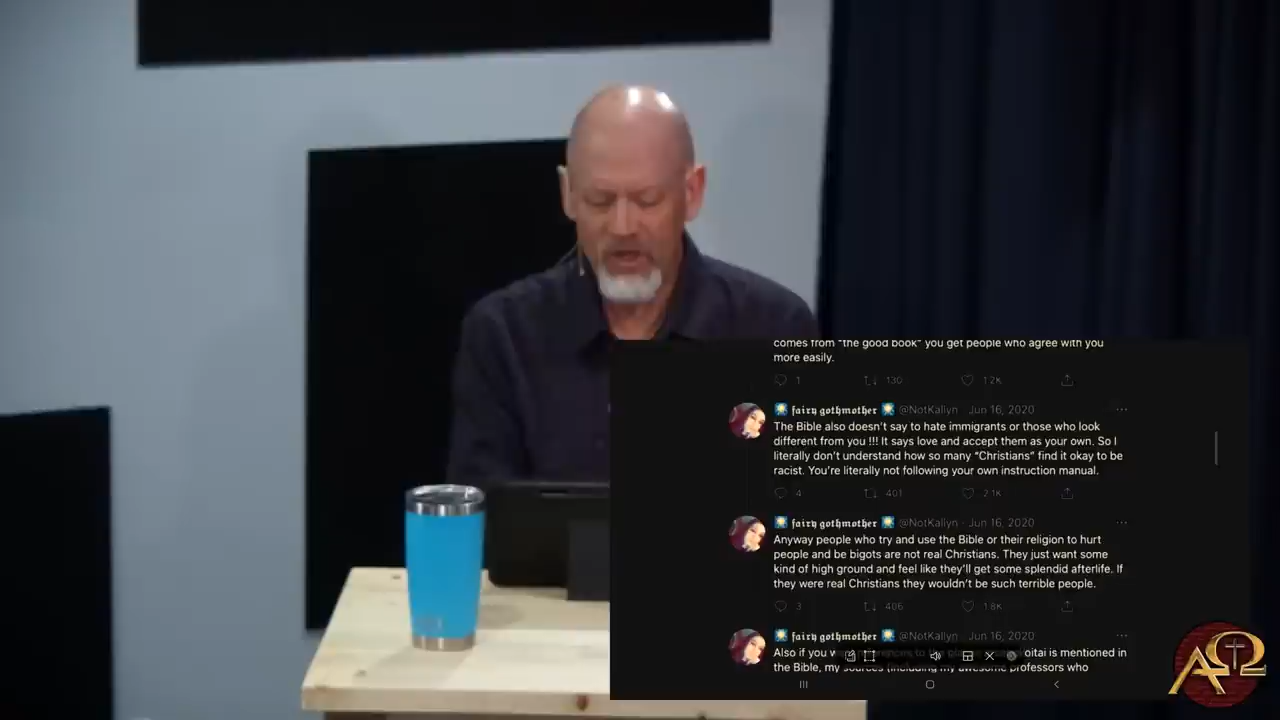 comes from "the good book" you get people who agree with you
more easily.
1 130 1.2K
fairy gothmother @NotKallyn · Jun 16, 2020
The Bible also doesn't say to hate immigrants or those who look
different from you !!! It says love and accept them as your own. So I
literally don't understand how so many "Christians" find it okay to be
racist. You're literally not following your own instruction manual.
4 401 2.1K
fairy gothmother @NotKallyn · Jun 16, 2020
Anyway people who try and use the Bible or their religion to hurt
people and be bigots are not real Christians. They just want some
kind of high ground and feel like they'll get some splendid afterlife. If
they were real Christians they wouldn't be such terrible people.
3 406 1.8K
fairy gothmother @NotKallyn · Jun 16, 2020
Also if you oitai is mentioned in
the Bible, my sources (including my awesome professors who
ΑΩ